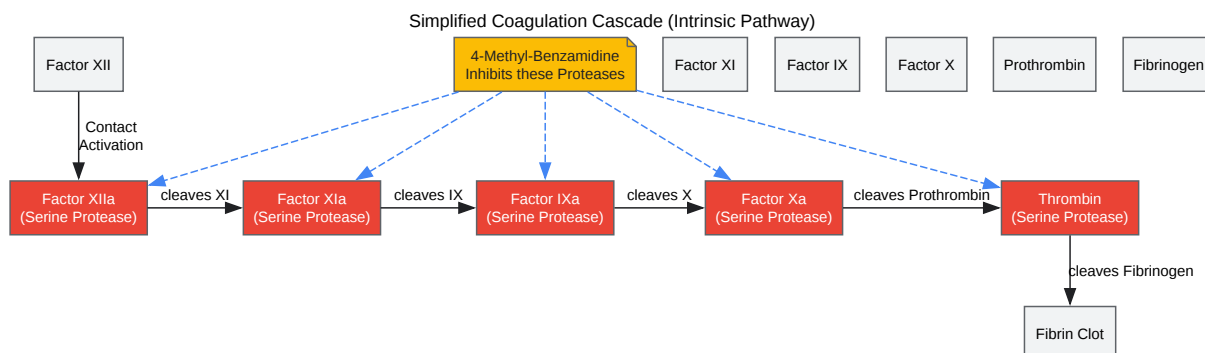 Simplified Coagulation Cascade (Intrinsic Pathway)
Factor XII
4-Methyl-Benzamidine
Inhibits these Proteases
Factor XI
Factor IX
Factor X
Prothrombin
Fibrinogen
Contact
Activation
Factor XIIa
(Serine Protease)
cleaves XI
Factor XIa
(Serine Protease)
cleaves IX
Factor IXa
(Serine Protease)
cleaves X
Factor Xa
(Serine Protease)
cleaves Prothrombin
Thrombin
(Serine Protease)
cleaves Fibrinogen
Fibrin Clot